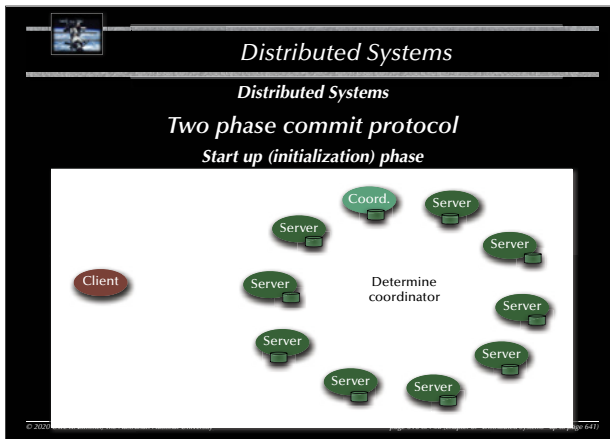 Distributed Systems
Distributed Systems
Two phase commit protocol
Start up (initialization) phase
Coord.
Server
Server
Server
Client
Server
Determine
coordinator
Server
Server
Server
Server
Server
© 2020